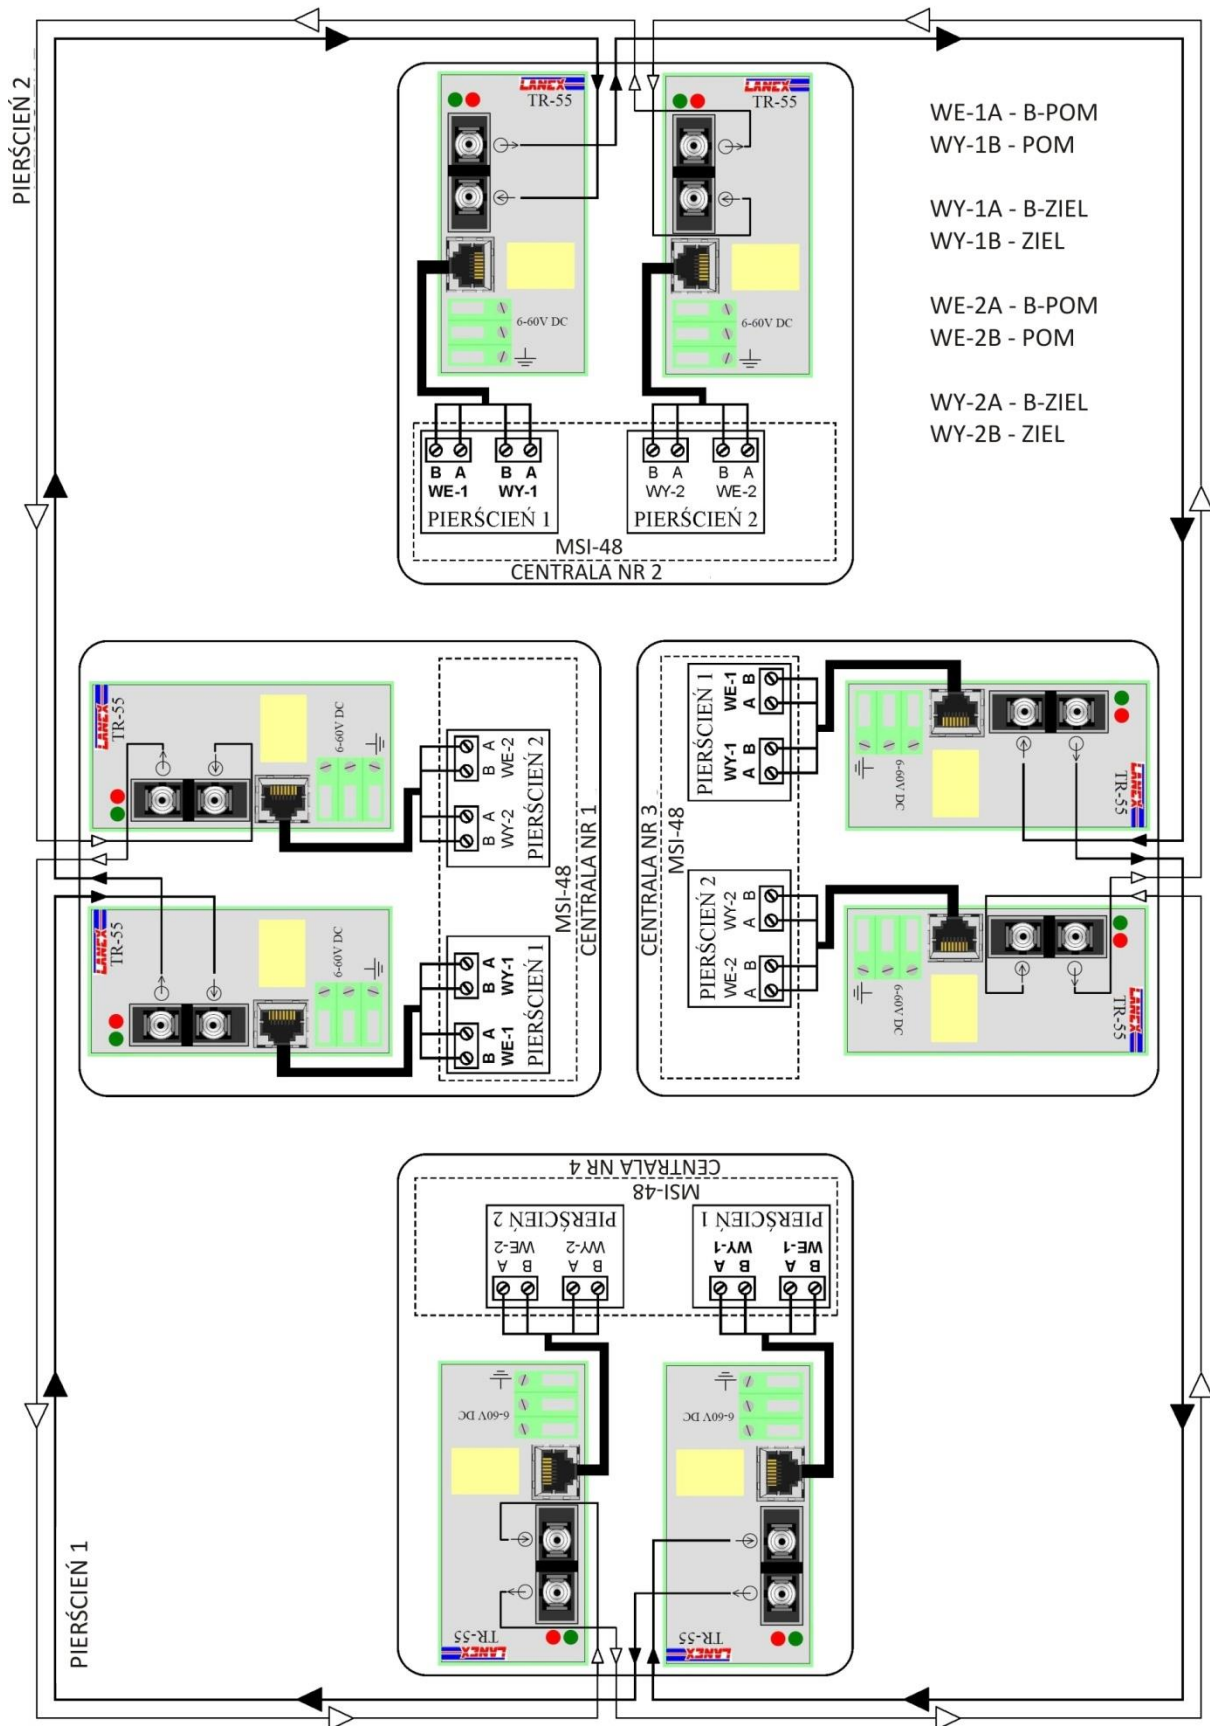 PIERŚCIEŃ 2
LANEX
TR-55
6-60V DC
LANEX
TR-55
6-60V DC
WE-1A - B-POM
WY-1B - POM
WY-1A - B-ZIEL
WY-1B - ZIEL
WE-2A - B-POM
WE-2B - POM
WY-2A - B-ZIEL
WY-2B - ZIEL
B A B A
WE-1 WY-1
PIERŚCIEŃ 1
B A B A
WY-2 WE-2
PIERŚCIEŃ 2
MSI-48
CENTRALA NR 2
LANEX
TR-55
6-60V DC
B A
WE-2
B A
WY-2
PIERŚCIEŃ 2
LANEX
TR-55
6-60V DC
B A
WY-1
B A
WE-1
PIERŚCIEŃ 1
MSI-48
CENTRALA NR 1
CENTRALA NR 3
MSI-48
PIERŚCIEŃ 1
WE-1
A B
WY-1
A B
6-60V DC
TR-55
LANEX
PIERŚCIEŃ 2
WY-2
A B
WE-2
A B
6-60V DC
TR-55
LANEX
CENTRALA NR 4
MSI-48
PIERŚCIEŃ 2
WE-2 WY-2
A B A B
PIERŚCIEŃ 1
WY-1 WE-1
A B A B
6-60V DC
TR-55
LANEX
6-60V DC
TR-55
LANEX
PIERŚCIEŃ 1